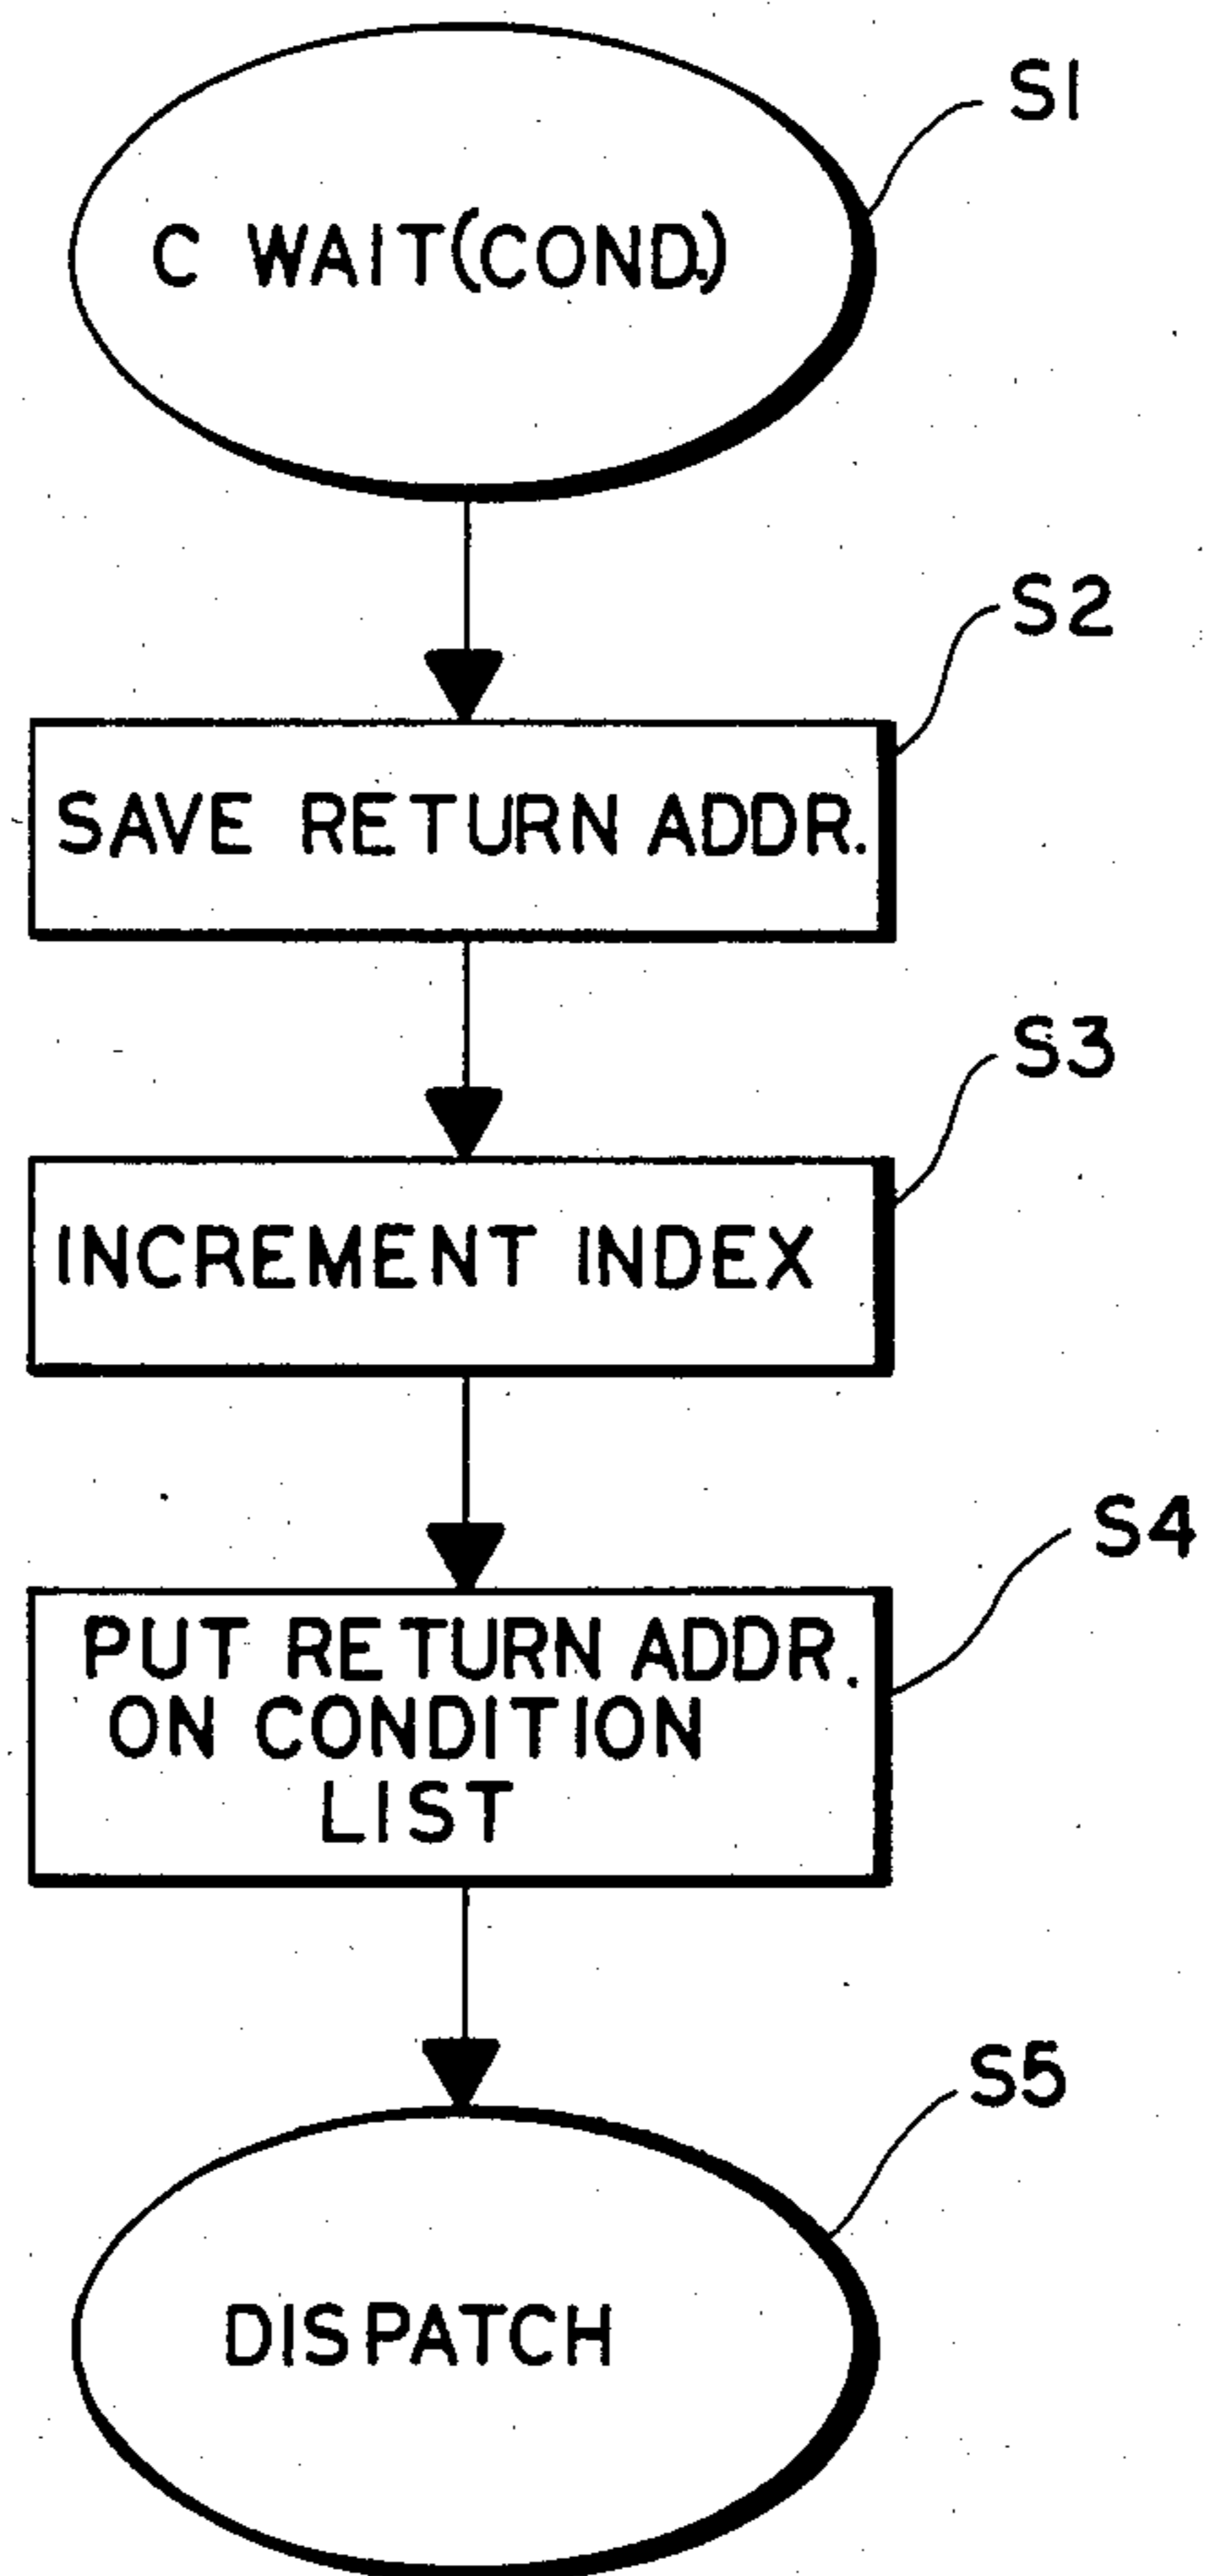 S1
C WAIT(COND.)
S2
SAVE RETURN ADDR.
S3
INCREMENT INDEX
S4
PUT RETURN ADDR.
ON CONDITION
LIST
S5
DISPATCH